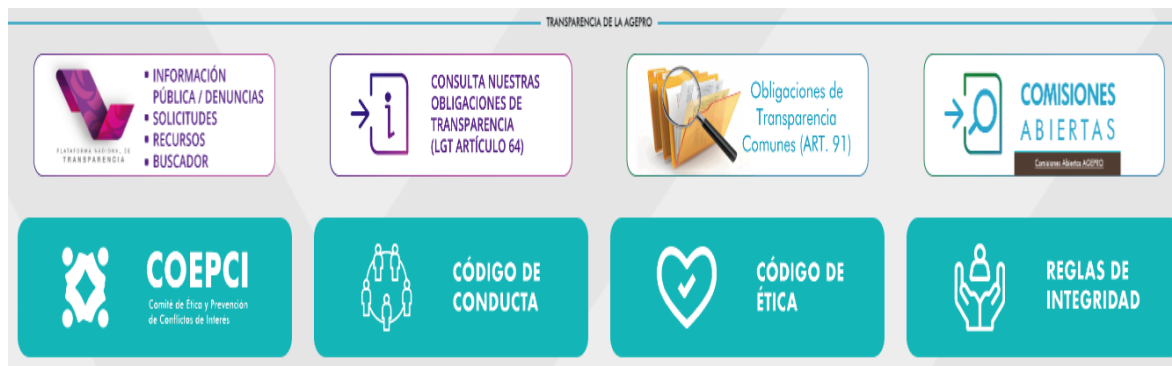 TRANSPARENCIA DE LA AGEPRO
▪ INFORMACIÓN
PÚBLICA / DENUNCIAS
▪ SOLICITUDES
▪ RECURSOS
▪ BUSCADOR
PLATAFORMA NACIONAL DE
TRANSPARENCIA
CONSULTA NUESTRAS
OBLIGACIONES DE
TRANSPARENCIA
(LGT ARTÍCULO 64)
Obligaciones de
Transparencia
Comunes (ART. 91)
COMISIONES
ABIERTAS
Comisiones Abiertas AGEPRO
COEPCI
Comité de Ética y Prevención
de Conflictos de Interés
CÓDIGO DE
CONDUCTA
CÓDIGO DE
ÉTICA
REGLAS DE
INTEGRIDAD